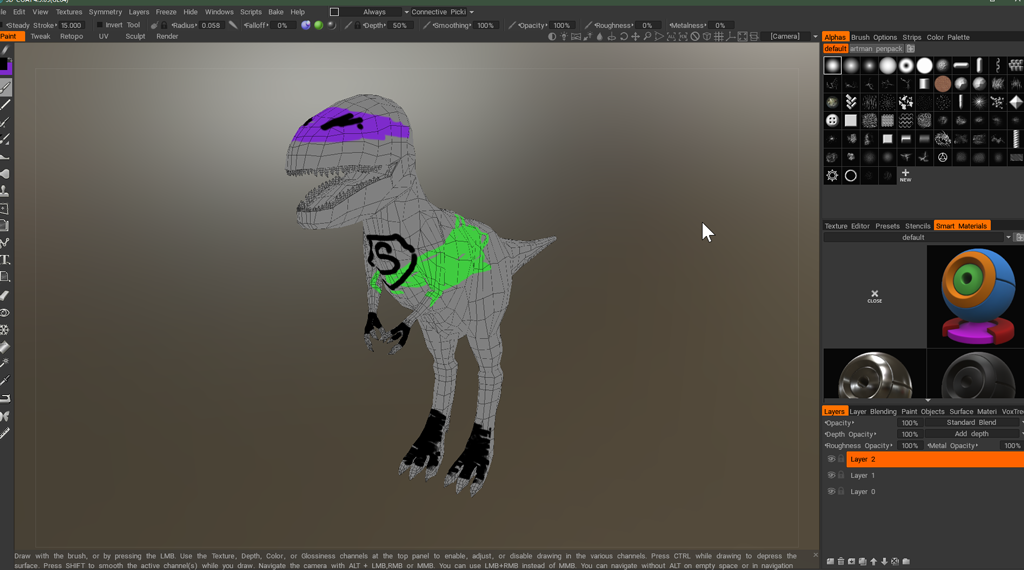 Edit View Textures Symmetry Layers Freeze Hide Windows Scripts Bake Help Always Connective Picki
Steady Stroke 15.000 Invert Tool Radius 0.058 Falloff 0% Depth 50% Smoothing 100% Opacity 100% Roughness 0% Metalness 0%
Paint Tweak Retopo UV Sculpt Render
[Camera]
Alphas Brush Options Strips Color Palette
default artman penpack
NEW
Texture Editor Presets Stencils Smart Materials
default
CLOSE
Layers Layer Blending Paint Objects Surface Materi VoxTree
Opacity 100% Standard Blend
Depth Opacity 100% Add depth
Roughness Opacity 100% Metal Opacity 100%
Layer 2
Layer 1
Layer 0
S
Draw with the brush, or by pressing the LMB. Use the Texture, Depth, Color, or Glossiness channels at the top panel to enable, adjust, or disable drawing in the various channels. Press CTRL while drawing to depress the
surface. Press SHIFT to smooth the active channel(s) while you draw. Navigate the camera with ALT + LMB,RMB or MMB. You can use LMB+RMB instead of MMB. You can navigate without ALT on empty space or in navigation